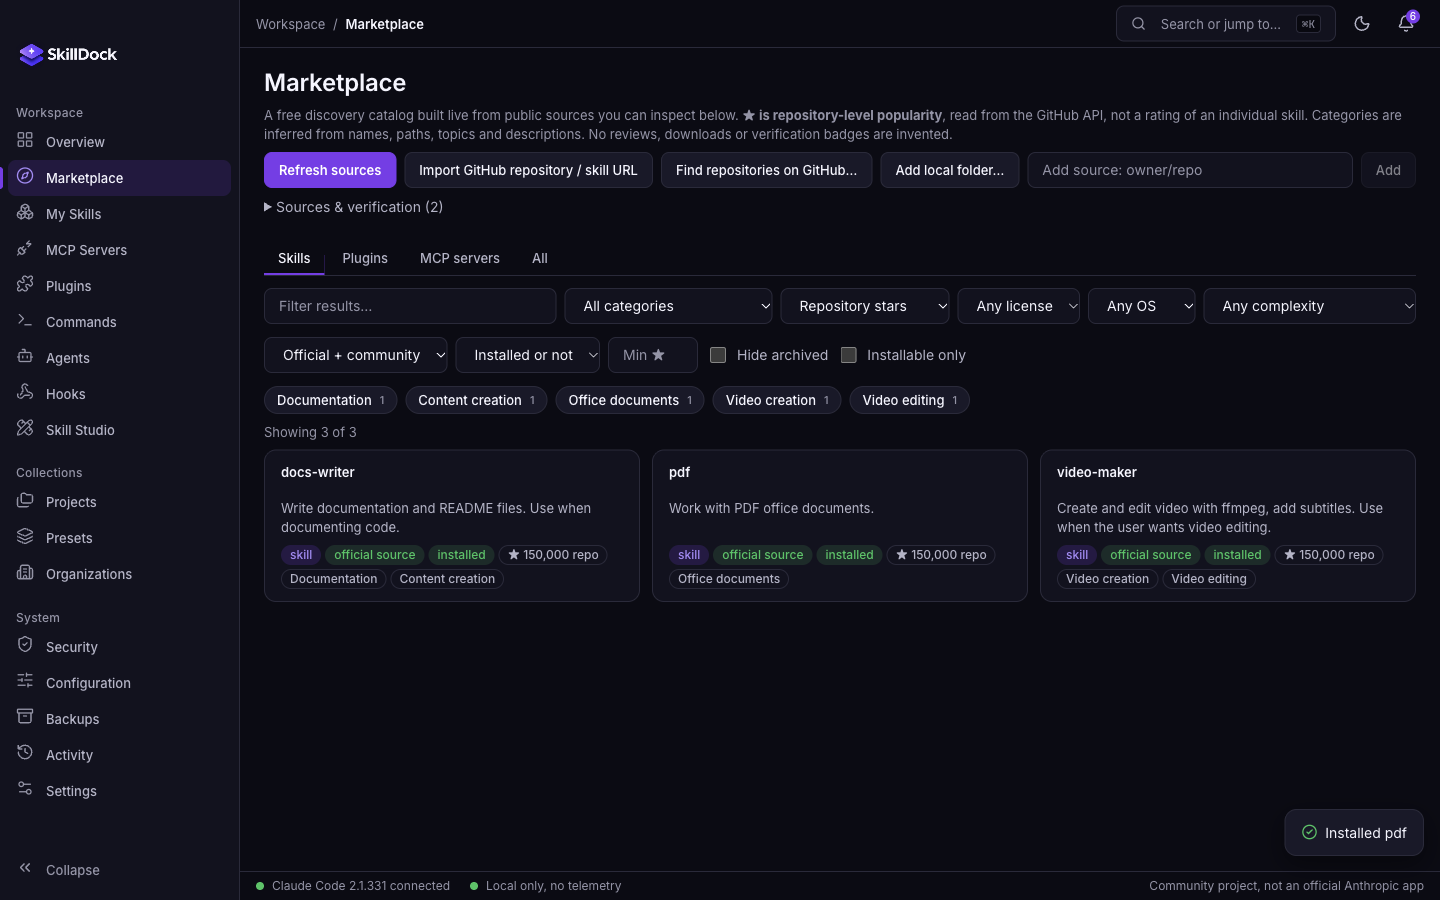 SkillDock
Workspace
Overview
Marketplace
My Skills
MCP Servers
Plugins
Commands
Agents
Hooks
Skill Studio
Collections
Projects
Presets
Organizations
System
Security
Configuration
Backups
Activity
Settings
Collapse
Workspace / Marketplace
Search or jump to... ⌘K
6
Marketplace
A free discovery catalog built live from public sources you can inspect below. ★ is repository-level popularity, read from the GitHub API, not a rating of an individual skill. Categories are
inferred from names, paths, topics and descriptions. No reviews, downloads or verification badges are invented.
Refresh sources Import GitHub repository / skill URL Find repositories on GitHub... Add local folder... Add source: owner/repo Add
▶ Sources & verification (2)
Skills Plugins MCP servers All
Filter results... All categories Repository stars Any license Any OS Any complexity
Official + community Installed or not Min ★ Hide archived Installable only
Documentation 1 Content creation 1 Office documents 1 Video creation 1 Video editing 1
Showing 3 of 3
docs-writer
Write documentation and README files. Use when
documenting code.
skill official source installed ★ 150,000 repo
Documentation Content creation
pdf
Work with PDF office documents.
skill official source installed ★ 150,000 repo
Office documents
video-maker
Create and edit video with ffmpeg, add subtitles. Use
when the user wants video editing.
skill official source installed ★ 150,000 repo
Video creation Video editing
Installed pdf
Claude Code 2.1.331 connected Local only, no telemetry Community project, not an official Anthropic app